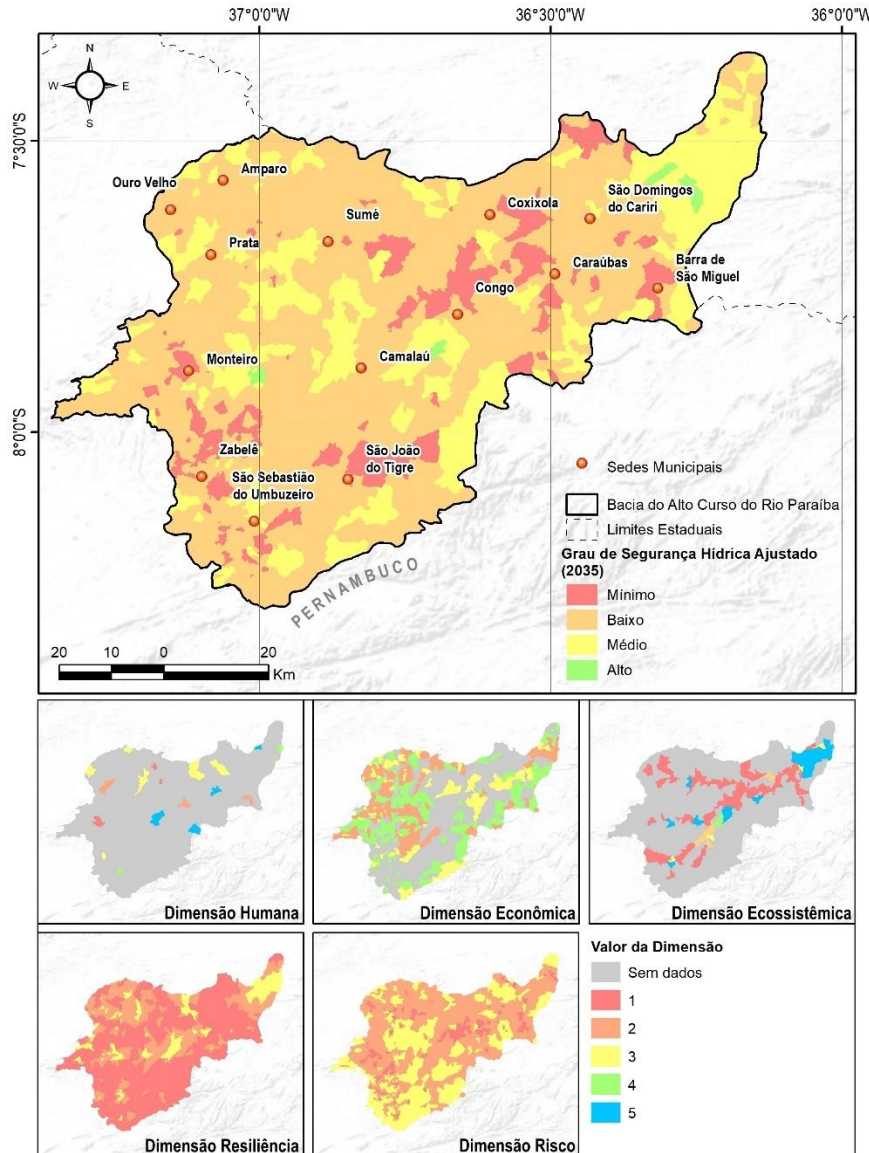 37°0'0"W
36°30'0"W
36°0'0"W
N
W
E
S
7°30'0"S
8°0'0"S
Ouro Velho
Amparo
Prata
Sumé
Coxixola
São Domingos
do Cariri
Caraúbas
Barra de
São Miguel
Congo
Monteiro
Camalaú
Zabelê
São Sebastião
do Umbuzeiro
São João
do Tigre
PERNAMBUCO
20 10 0 20
Km
Sedes Municipais
Bacia do Alto Curso do Rio Paraíba
Limites Estaduais
Grau de Segurança Hídrica Ajustado
(2035)
Mínimo
Baixo
Médio
Alto
Dimensão Humana
Dimensão Econômica
Dimensão Ecossistêmica
Dimensão Resiliência
Dimensão Risco
Valor da Dimensão
Sem dados
1
2
3
4
5